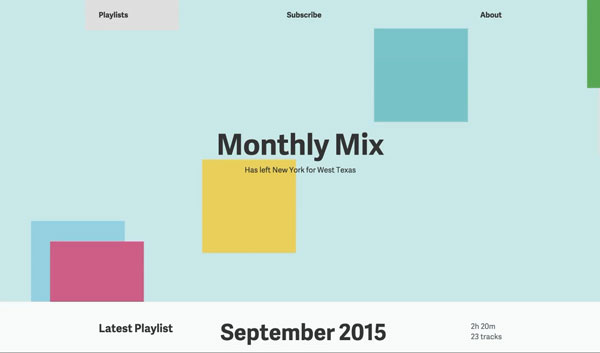 Playlists
Subscribe
About
Monthly Mix
Has left New York for West Texas
Latest Playlist
September 2015
2h 20m
23 tracks